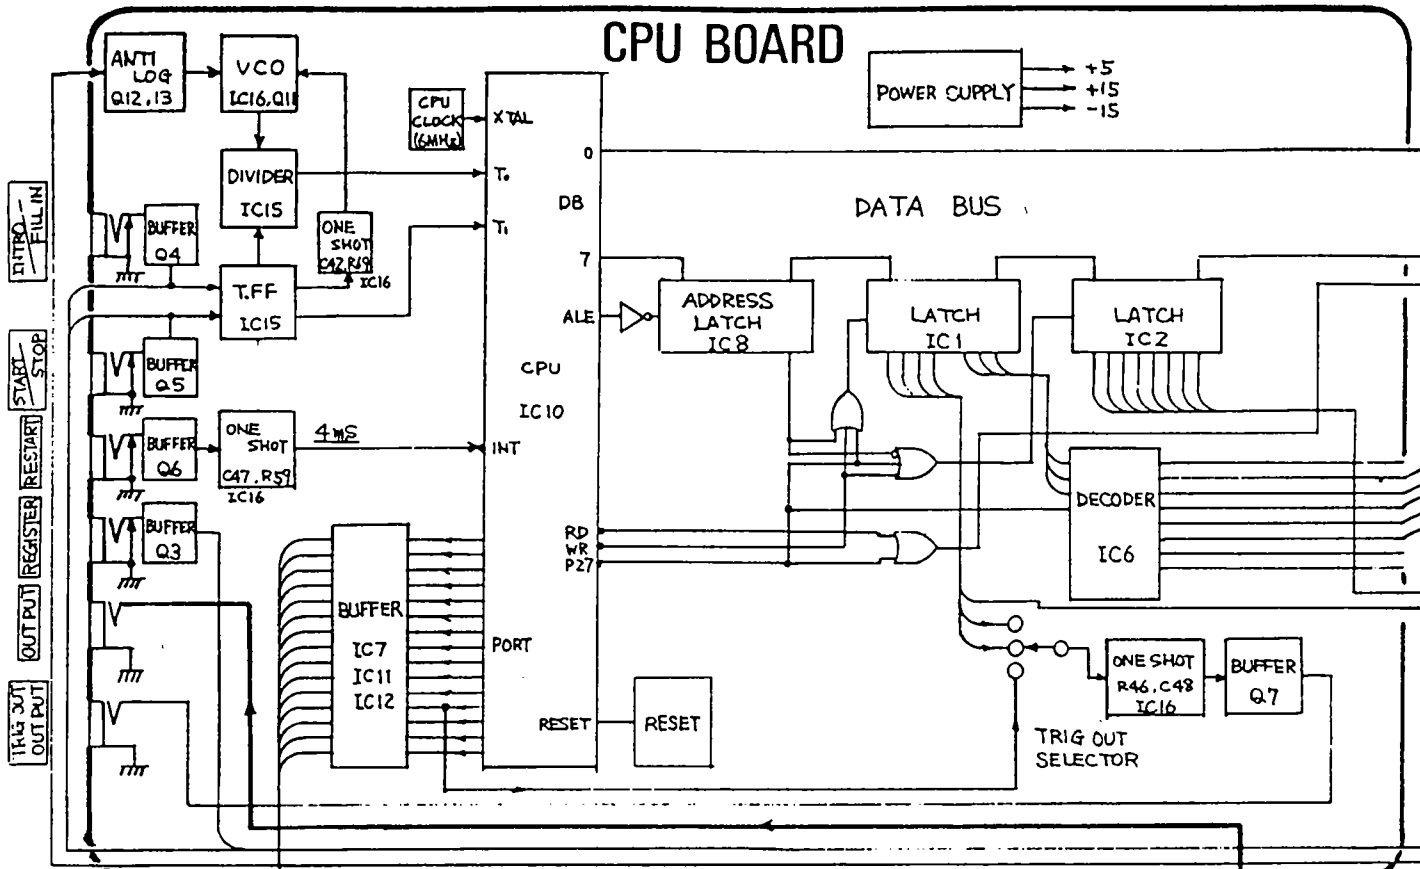 CPU BOARD
ANTI
LOG
Q12,13
VCO
IC16,Q11
CPU
CLOCK
(6MHz)
XTAL
POWER SUPPLY
+5
+15
-15
0
DIVIDER
IC15
T₀
DB
DATA BUS
INTRO
FILL IN
BUFFER
Q4
ONE
SHOT
C47,R59
IC16
T₁
7
T.FF
IC15
ALE
ADDRESS
LATCH
IC8
LATCH
IC1
LATCH
IC2
START
STOP
BUFFER
Q5
CPU
IC10
RESTART
BUFFER
Q6
ONE
SHOT
C47,R59
IC16
4mS
INT
REGISTER
BUFFER
Q3
RD
WR
P27
DECODER
IC6
OUTPUT
BUFFER
IC7
IC11
IC12
PORT
TRIG OUT
OUTPUT
RESET
RESET
TRIG OUT
SELECTOR
ONE SHOT
R46,C48
IC16
BUFFER
Q7